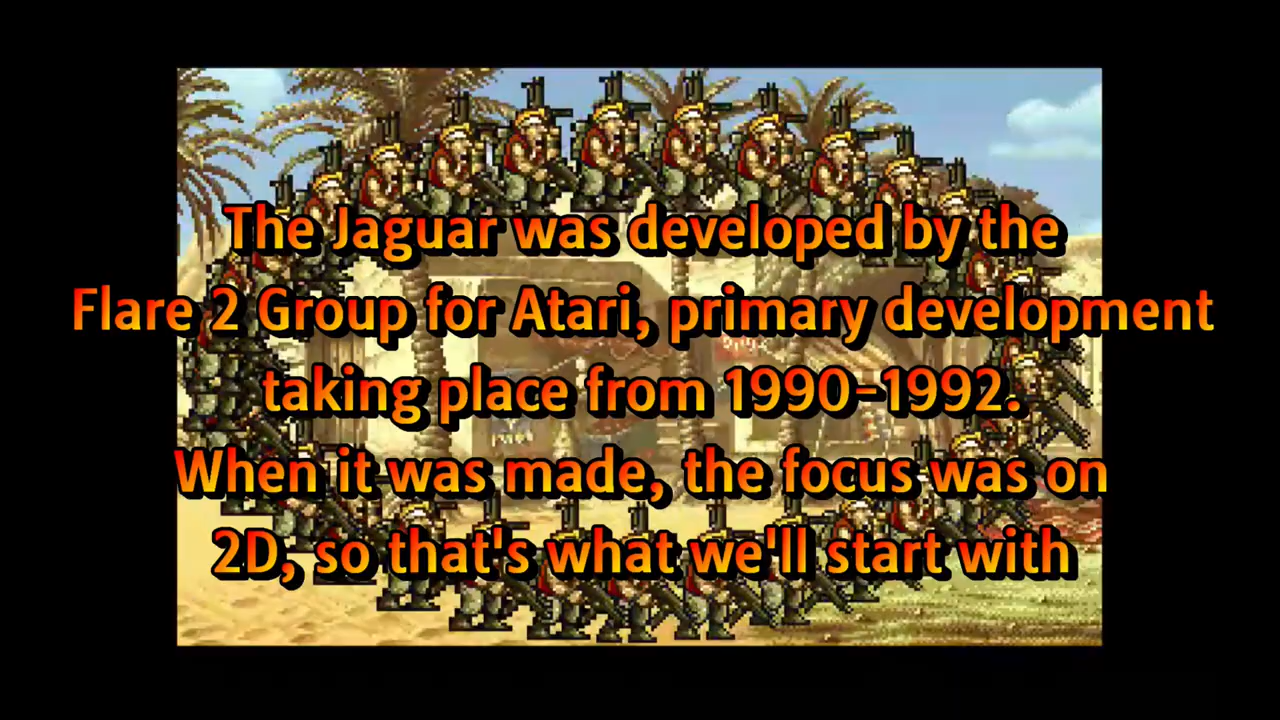 The Jaguar was developed by the
Flare 2 Group for Atari, primary development
taking place from 1990-1992.
When it was made, the focus was on
2D, so that's what we'll start with